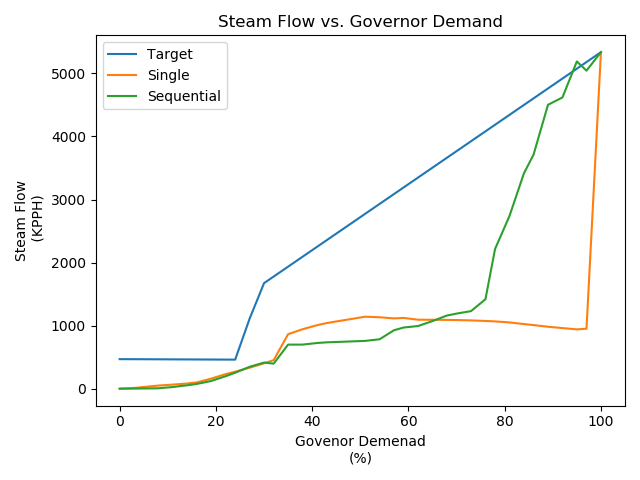 Steam Flow vs. Governor Demand
Target
Single
Sequential
Steam Flow
(KPPH)
5000
4000
3000
2000
1000
0
0 20 40 60 80 100
Govenor Demenad
(%)